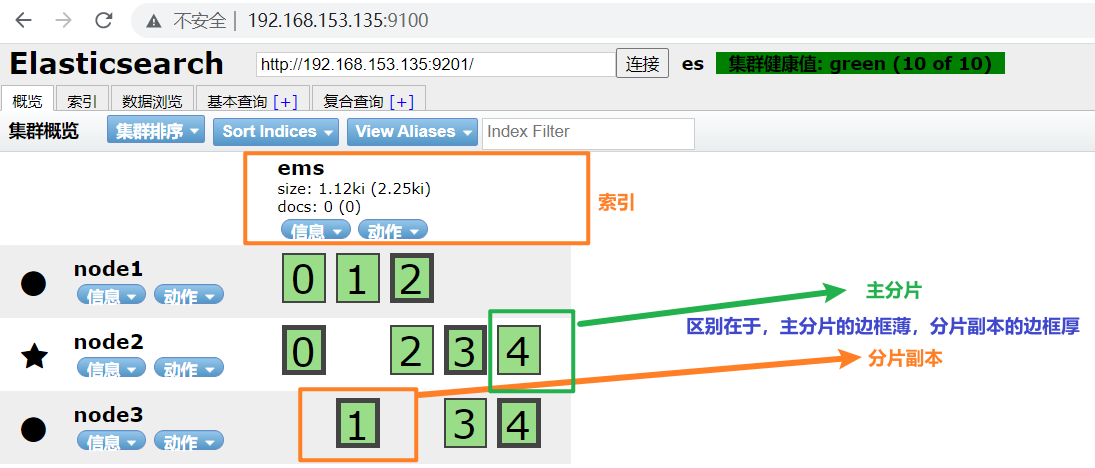 不安全 | 192.168.153.135:9100
Elasticsearch http://192.168.153.135:9201/ 连接 es 集群健康值: green (10 of 10)
概览 索引 数据浏览 基本查询 [+] 复合查询 [+]
集群概览 集群排序 Sort Indices View Aliases Index Filter
ems
size: 1.12ki (2.25ki)
docs: 0 (0)
信息 动作
索引
node1
信息 动作
0 1 2
主分片
区别在于，主分片的边框薄，分片副本的边框厚
node2
信息 动作
0 2 3 4
分片副本
node3
信息 动作
1 3 4